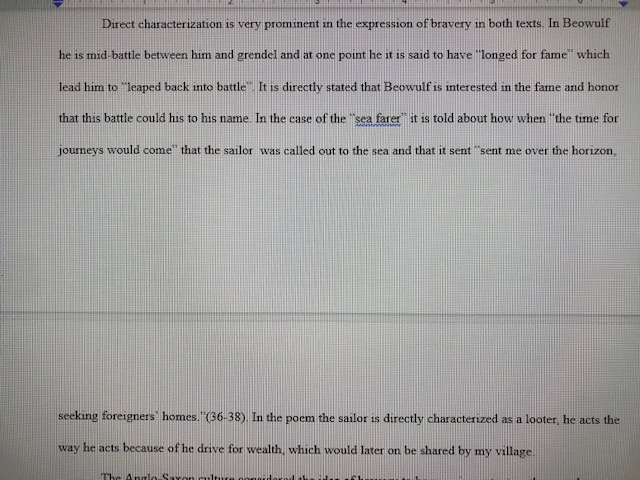 Direct characterization is very prominent in the expression of bravery in both texts. In Beowulf
he is mid-battle between him and grendel and at one point he it is said to have "longed for fame" which
lead him to "leaped back into battle". It is directly stated that Beowulf is interested in the fame and honor
that this battle could his to his name. In the case of the "sea farer" it is told about how when "the time for
journeys would come" that the sailor was called out to the sea and that it sent "sent me over the horizon,
seeking foreigners' homes."(36-38). In the poem the sailor is directly characterized as a looter, he acts the
way he acts because of he drive for wealth, which would later on be shared by my village.
The Anglo-Saxon culture considered the idea of